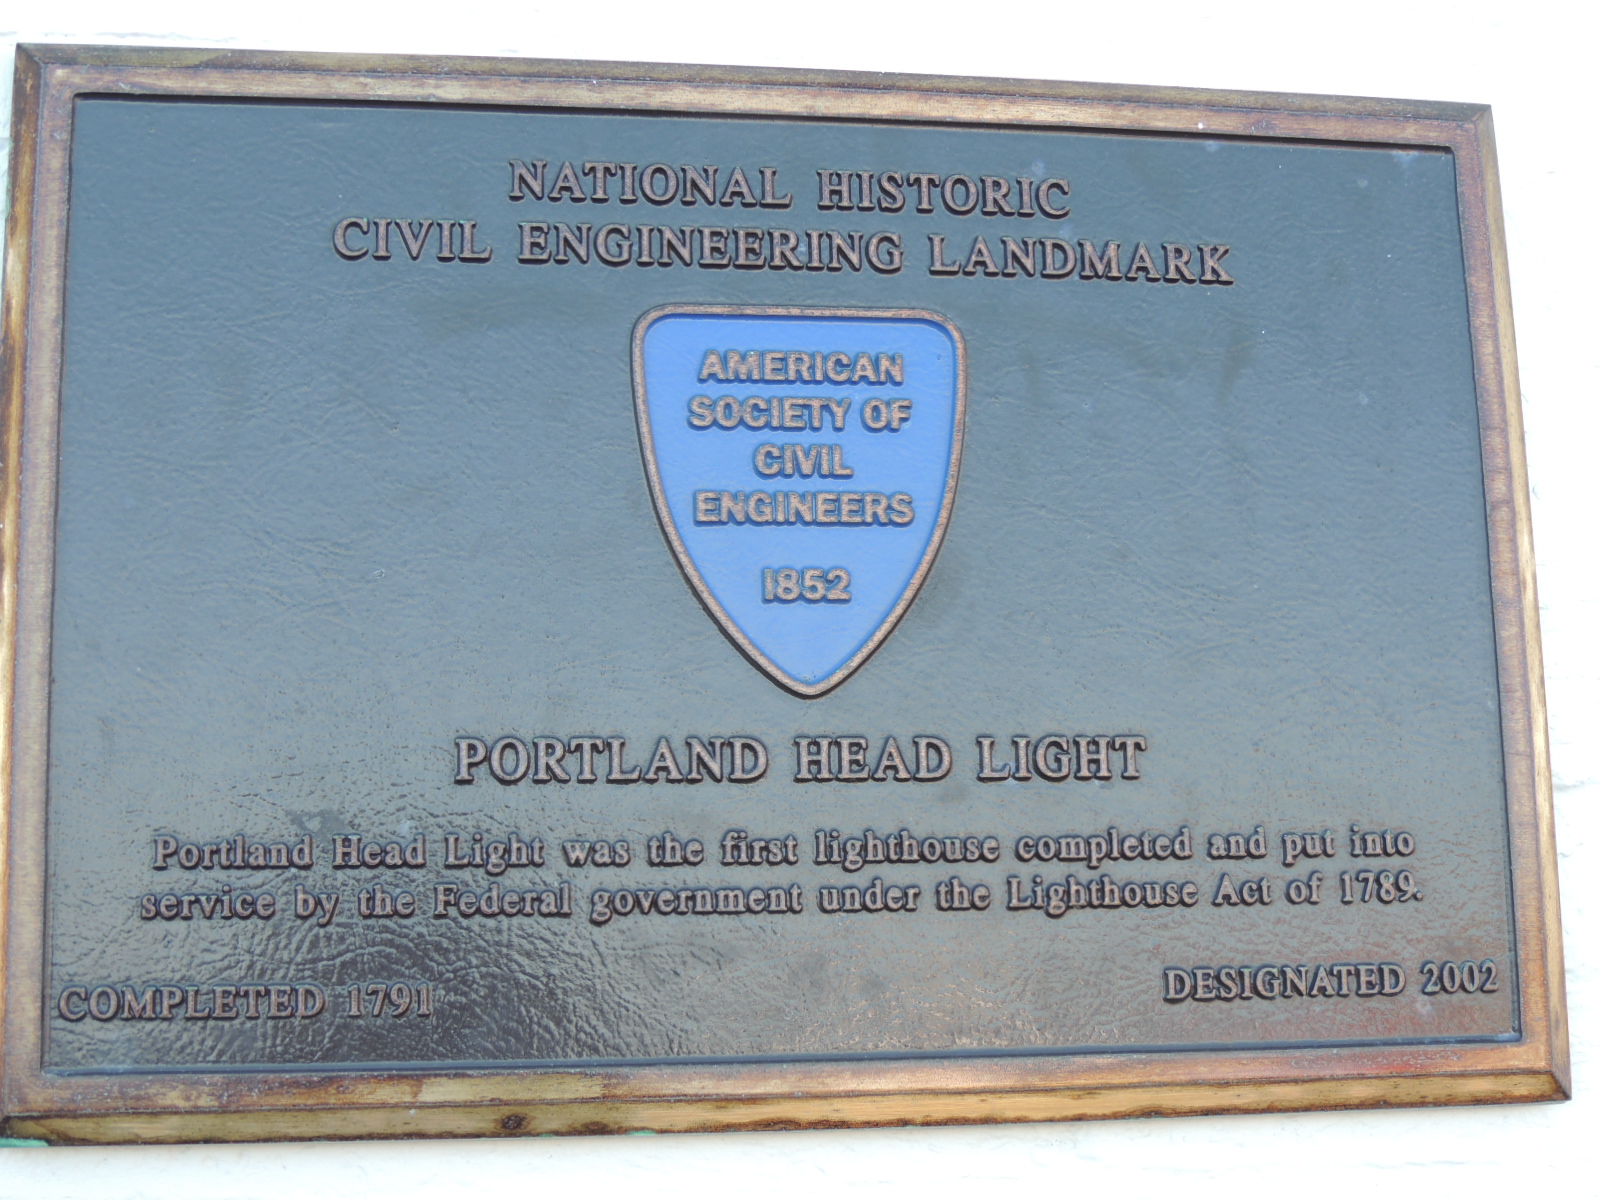 NATIONAL HISTORIC
CIVIL ENGINEERING LANDMARK
AMERICAN
SOCIETY OF
CIVIL
ENGINEERS
1852
PORTLAND HEAD LIGHT
Portland Head Light was the first lighthouse completed and put into
service by the Federal government under the Lighthouse Act of 1789.
COMPLETED 1791
DESIGNATED 2002